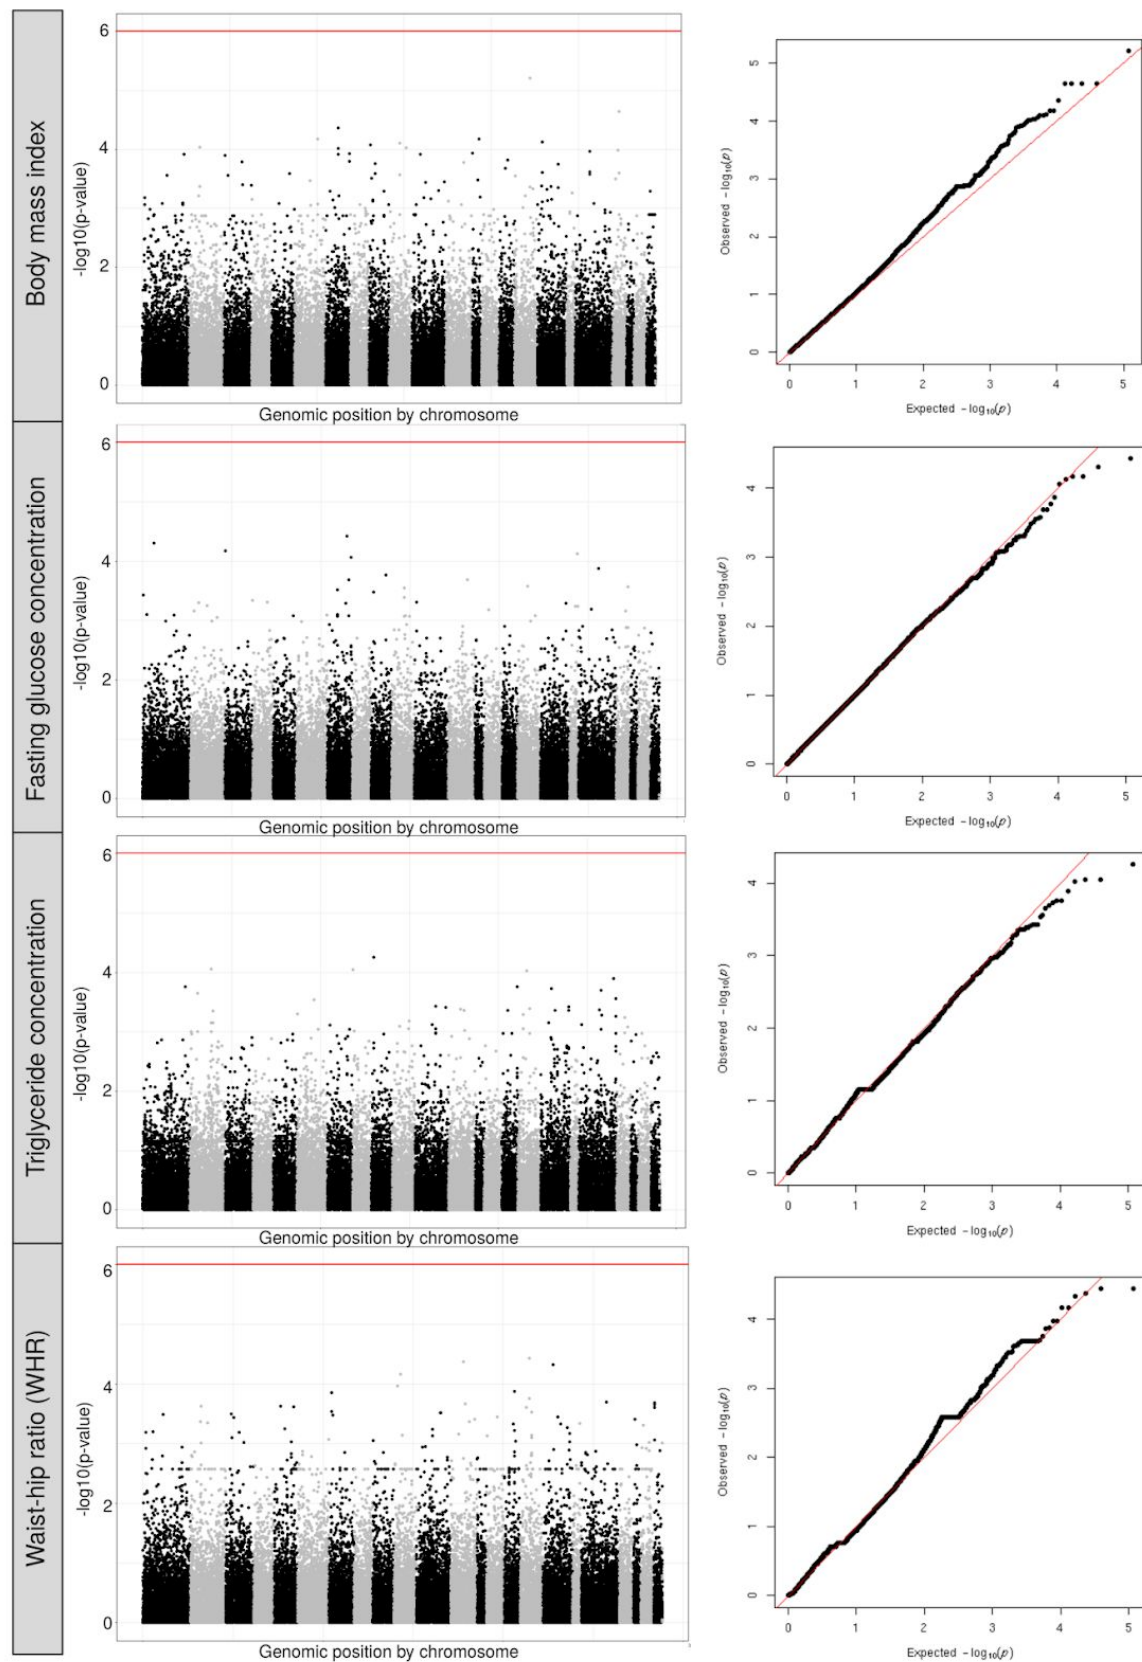 Body mass index
-log10(p-value)
6
4
2
0
Genomic position by chromosome
Observed −log10(p)
5
4
3
2
1
0
0 1 2 3 4 5
Expected −log10(p)
Fasting glucose concentration
-log10(p-value)
6
4
2
0
Genomic position by chromosome
Observed −log10(p)
4
3
2
1
0
0 1 2 3 4 5
Expected −log10(p)
Triglyceride concentration
-log10(p-value)
6
4
2
0
Genomic position by chromosome
Observed −log10(p)
4
3
2
1
0
0 1 2 3 4 5
Expected −log10(p)
Waist-hip ratio (WHR)
-log10(p-value)
6
4
2
0
Genomic position by chromosome
Observed −log10(p)
4
3
2
1
0
0 1 2 3 4 5
Expected −log10(p)